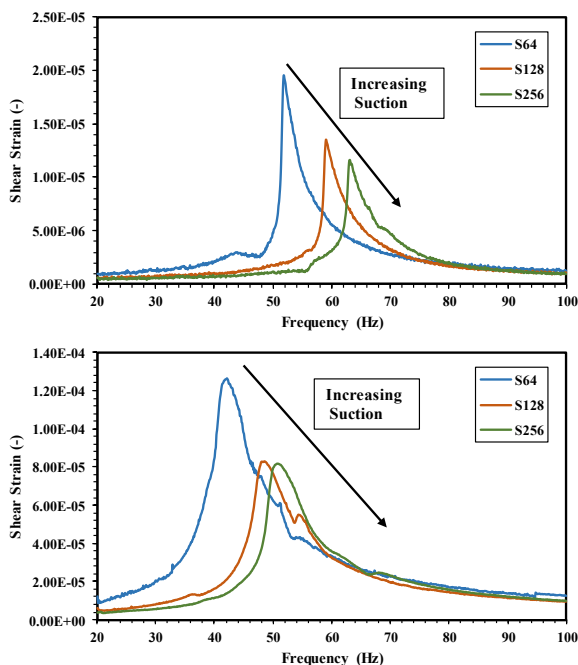 2.50E-05
2.00E-05
1.50E-05
1.00E-05
5.00E-06
0.00E+00
Shear Strain (-)
Increasing
Suction
S64
S128
S256
20 30 40 50 60 70 80 90 100
Frequency (Hz)
1.40E-04
1.20E-04
1.00E-04
8.00E-05
6.00E-05
4.00E-05
2.00E-05
0.00E+00
Shear Strain (-)
Increasing
Suction
S64
S128
S256
20 30 40 50 60 70 80 90 100
Frequency (Hz)